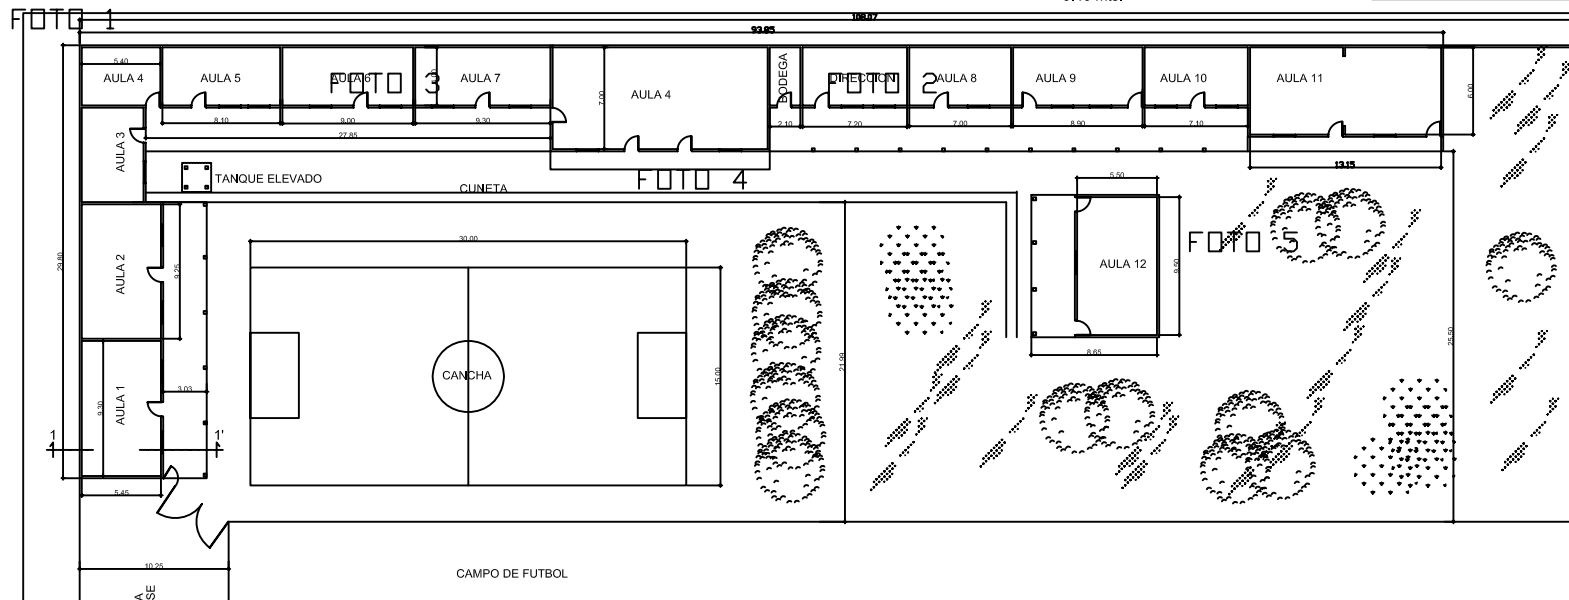 FOTO 1
108.07
93.85
5.40
AULA 4
AULA 5
AULA 6
FOTO 3
AULA 7
AULA 4
7.00
BODEGA
DIRECCION
FOTO 2
AULA 8
AULA 9
AULA 10
AULA 11
6.00
8.10
9.00
9.30
2.10
7.20
7.00
8.90
7.10
27.85
13.15
AULA 3
TANQUE ELEVADO
CUNETA
FOTO 4
5.50
FOTO 5
AULA 12
9.50
8.65
29.80
AULA 2
9.25
30.00
CANCHA
15.00
21.99
25.50
AULA 1
9.30
3.03
1
1'
5.45
10.25
CAMPO DE FUTBOL
A
SE